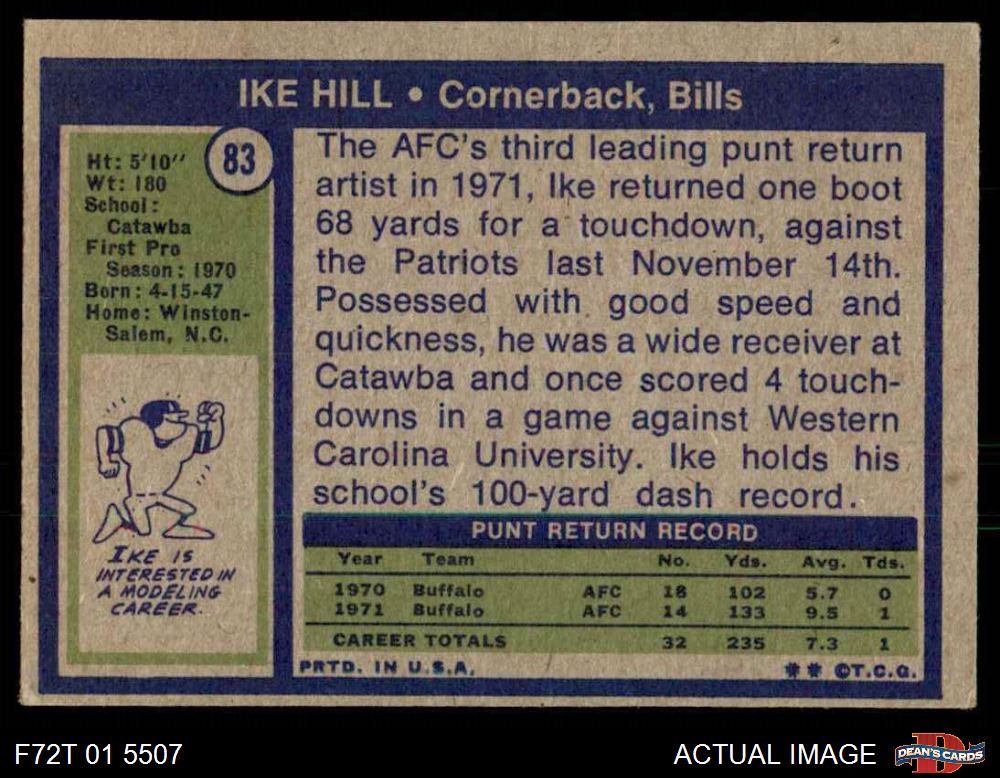 IKE HILL • Cornerback, Bills
83
Ht: 5'10''
Wt: 180
School:
Catawba
First Pro
Season: 1970
Born: 4-15-47
Home: Winston-
Salem, N.C.
IKE IS
INTERESTED IN
A MODELING
CAREER.
The AFC's third leading punt return
artist in 1971, Ike returned one boot
68 yards for a touchdown, against
the Patriots last November 14th.
Possessed with good speed and
quickness, he was a wide receiver at
Catawba and once scored 4 touch-
downs in a game against Western
Carolina University. Ike holds his
school's 100-yard dash record.
PUNT RETURN RECORD
Year Team No. Yds. Avg. Tds.
1970 Buffalo AFC 18 102 5.7 0
1971 Buffalo AFC 14 133 9.5 1
CAREER TOTALS 32 235 7.3 1
PRTD. IN U.S.A. ** ©T.C.G.
F72T 01 5507
ACTUAL IMAGE
DEAN'S CARDS